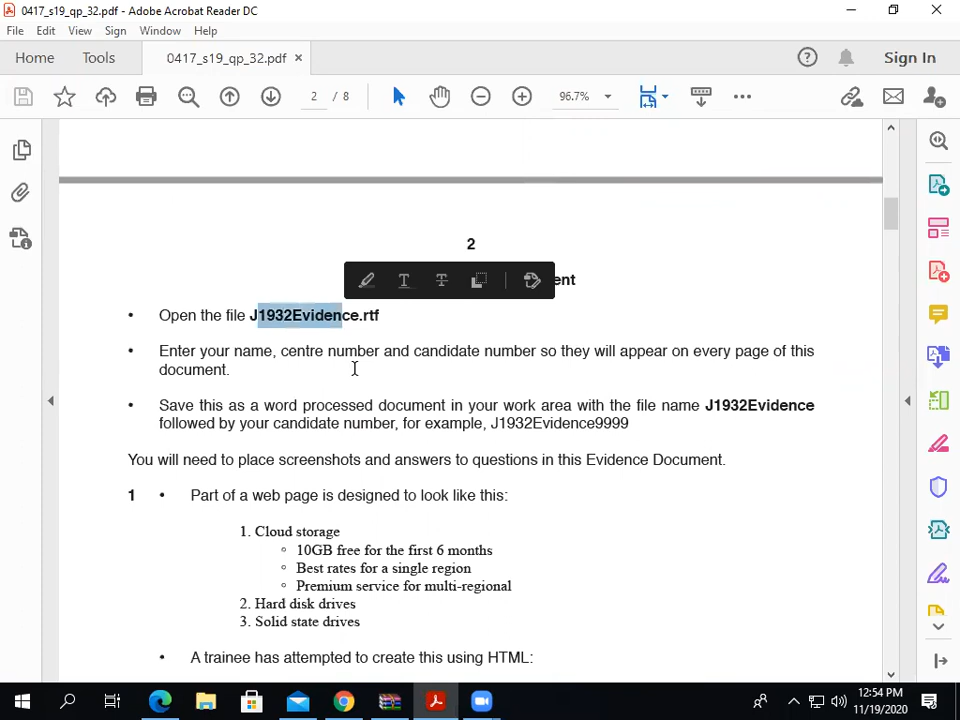 0417_s19_qp_32.pdf - Adobe Acrobat Reader DC
File Edit View Sign Window Help
Home Tools 0417_s19_qp_32.pdf × Sign In
2 / 8 96.7%
2
ent
• Open the file J1932Evidence.rtf
• Enter your name, centre number and candidate number so they will appear on every page of this
document.
• Save this as a word processed document in your work area with the file name J1932Evidence
followed by your candidate number, for example, J1932Evidence9999
You will need to place screenshots and answers to questions in this Evidence Document.
1 • Part of a web page is designed to look like this:
1. Cloud storage
◦ 10GB free for the first 6 months
◦ Best rates for a single region
◦ Premium service for multi-regional
2. Hard disk drives
3. Solid state drives
• A trainee has attempted to create this using HTML:
12:54 PM
11/19/2020